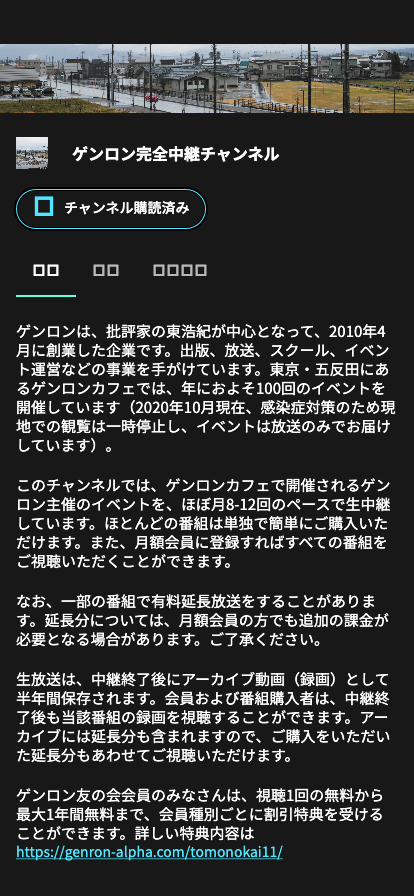 ゲンロン完全中継チャンネル
チャンネル購読済み
ゲンロンは、批評家の東浩紀が中心となって、2010年4
月に創業した企業です。出版、放送、スクール、イベン
ト運営などの事業を手がけています。東京・五反田にあ
るゲンロンカフェでは、年におよそ100回のイベントを
開催しています（2020年10月現在、感染症対策のため現
地での観覧は一時停止し、イベントは放送のみでお届け
しています）。
このチャンネルでは、ゲンロンカフェで開催されるゲン
ロン主催のイベントを、ほぼ月8-12回のペースで生中継
しています。ほとんどの番組は単独で簡単にご購入いた
だけます。また、月額会員に登録すればすべての番組を
ご視聴いただくことができます。
なお、一部の番組で有料延長放送をすることがありま
す。延長分については、月額会員の方でも追加の課金が
必要となる場合があります。ご了承ください。
生放送は、中継終了後にアーカイブ動画（録画）として
半年間保存されます。会員および番組購入者は、中継終
了後も当該番組の録画を視聴することができます。アー
カイブには延長分も含まれますので、ご購入をいただい
た延長分もあわせてご視聴いただけます。
ゲンロン友の会会員のみなさんは、視聴1回の無料から
最大1年間無料まで、会員種別ごとに割引特典を受ける
ことができます。詳しい特典内容は
https://genron-alpha.com/tomonokai11/